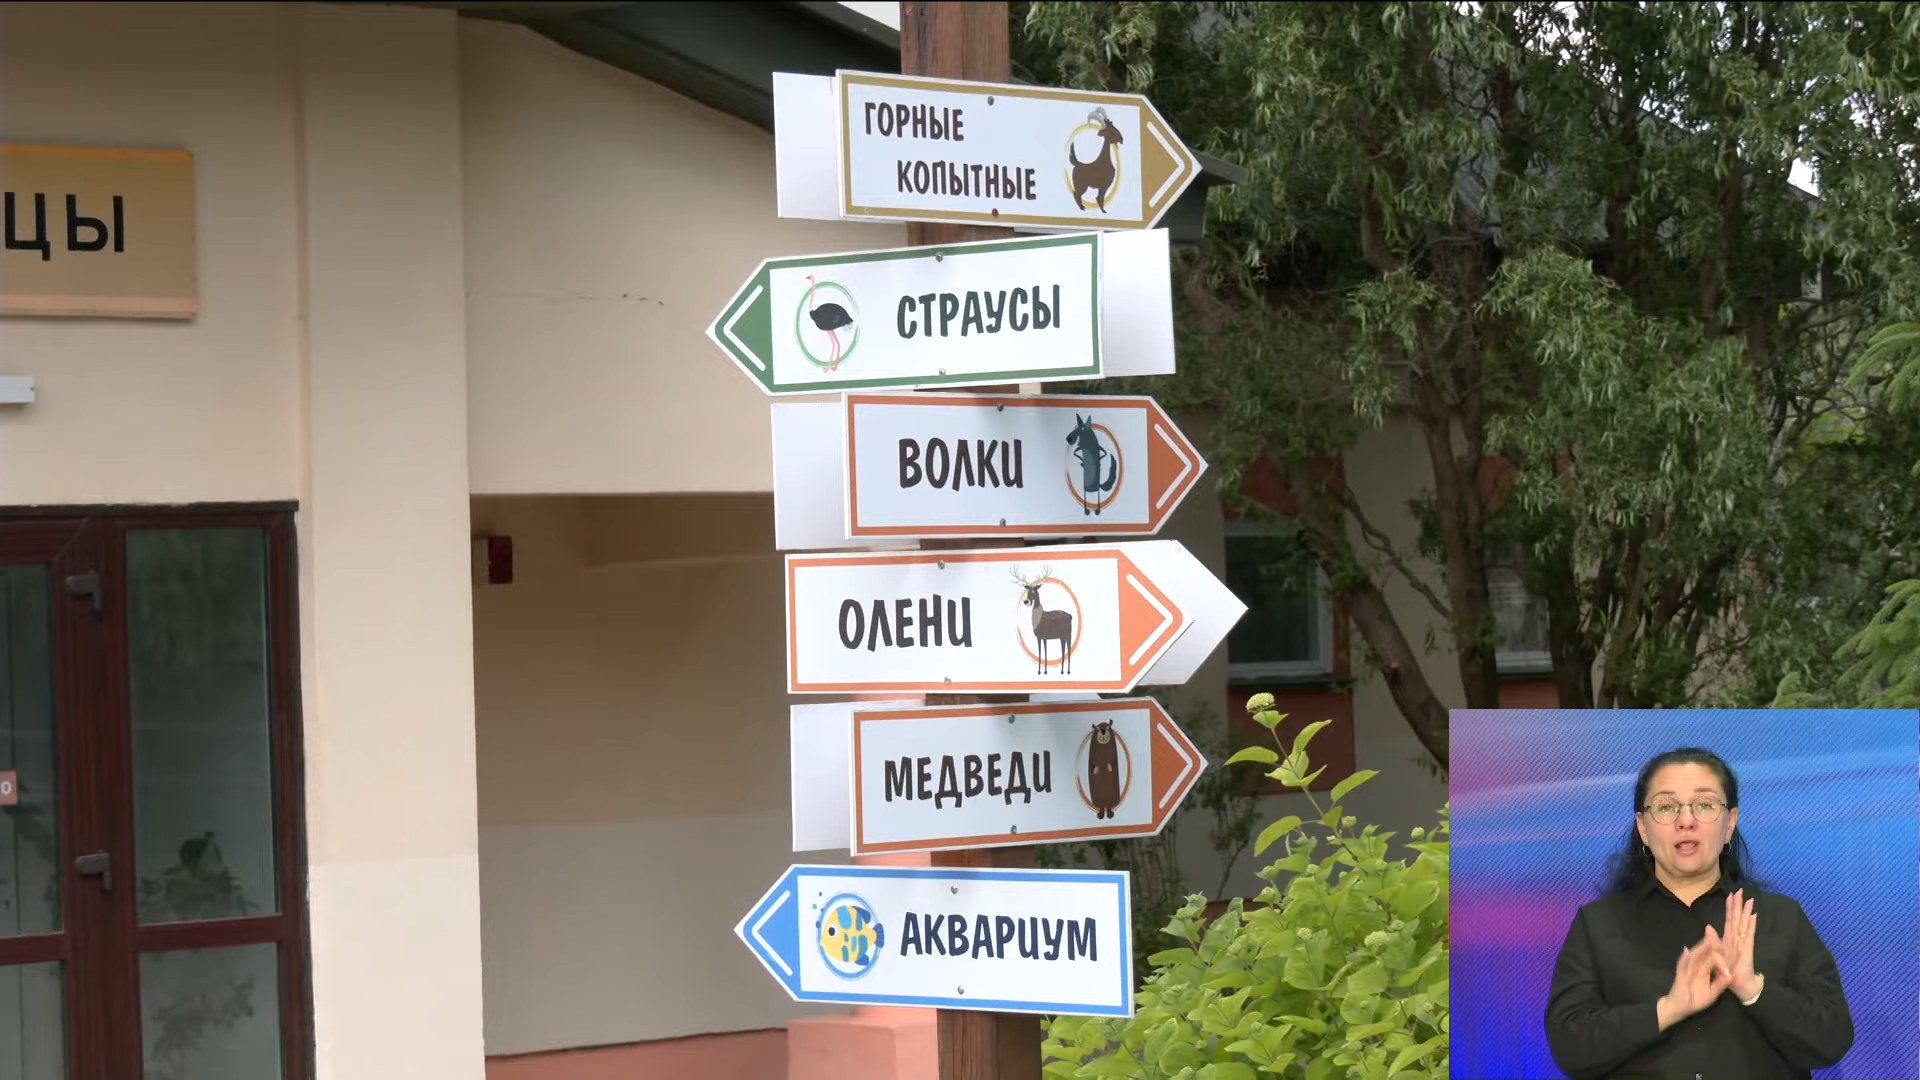 ЦЫ
ГОРНЫЕ
КОПЫТНЫЕ
СТРАУСЫ
ВОЛКИ
ОЛЕНИ
МЕДВЕДИ
АКВАРИУМ